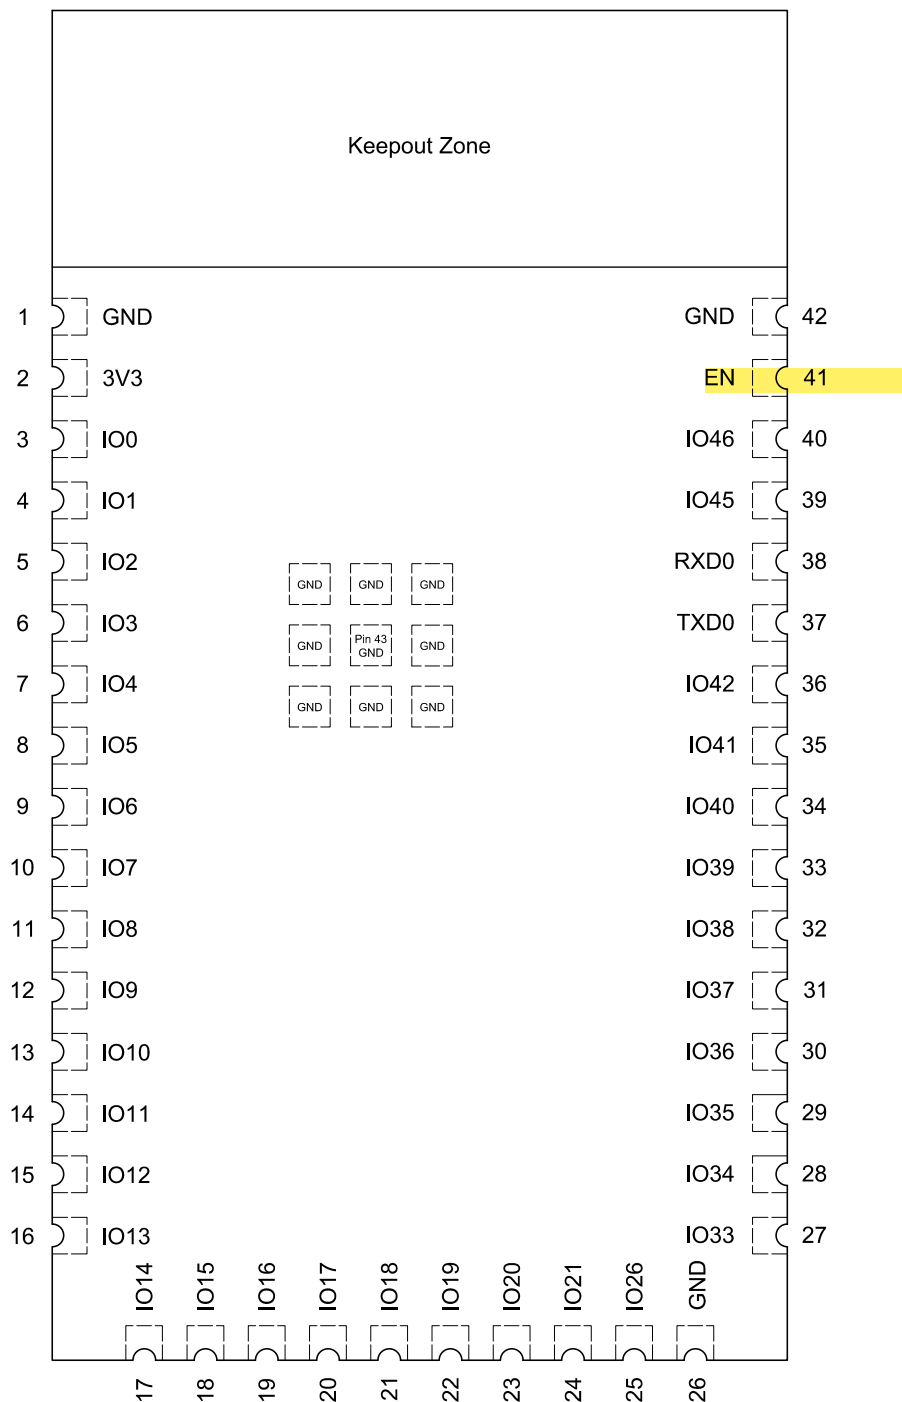 Keepout Zone
1 GND GND 42
2 3V3 EN 41
3 IO0 IO46 40
4 IO1 IO45 39
5 IO2 RXD0 38
GND GND GND
6 IO3 TXD0 37
GND Pin 43 GND
GND
7 IO4 IO42 36
GND GND GND
8 IO5 IO41 35
9 IO6 IO40 34
10 IO7 IO39 33
11 IO8 IO38 32
12 IO9 IO37 31
13 IO10 IO36 30
14 IO11 IO35 29
15 IO12 IO34 28
16 IO13 IO33 27
IO14 IO15 IO16 IO17 IO18 IO19 IO20 IO21 IO26 GND
17 18 19 20 21 22 23 24 25 26